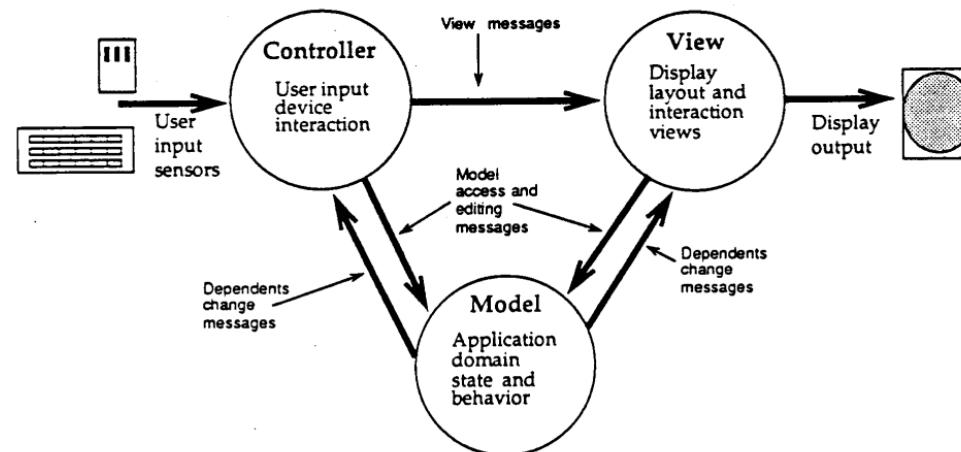 View messages
Controller
User input
device
interaction
View
Display
layout and
interaction
views
User
input
sensors
Display
output
Model
access and
editing
messages
Dependents
change
messages
Dependents
change
messages
Model
Application
domain
state and
behavior